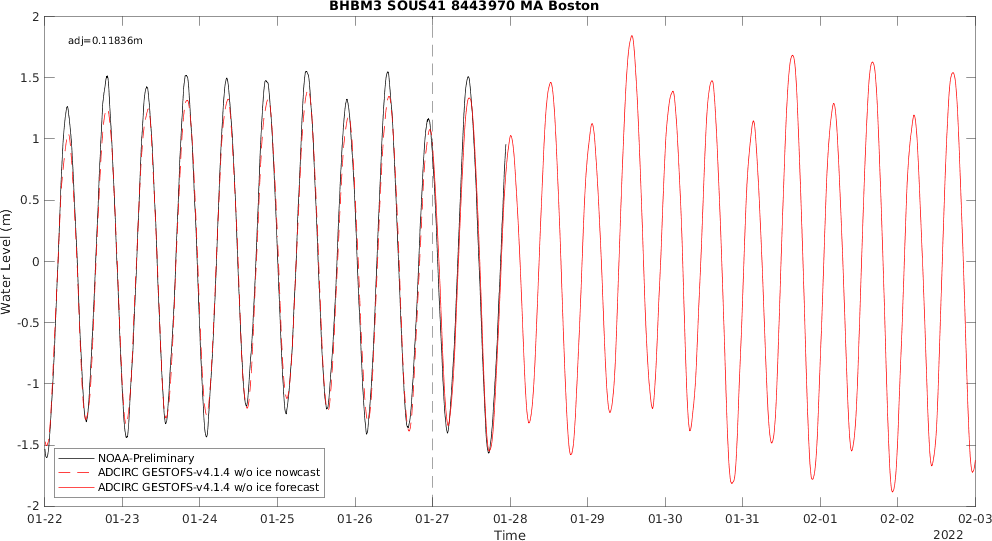 BHBM3 SOUS41 8443970 MA Boston
adj=0.11836m
2
1.5
1
0.5
0
-0.5
-1
-1.5
-2
Water Level (m)
NOAA-Preliminary
ADCIRC GESTOFS-v4.1.4 w/o ice nowcast
ADCIRC GESTOFS-v4.1.4 w/o ice forecast
01-22 01-23 01-24 01-25 01-26 01-27 01-28 01-29 01-30 01-31 02-01 02-02 02-03
Time
2022